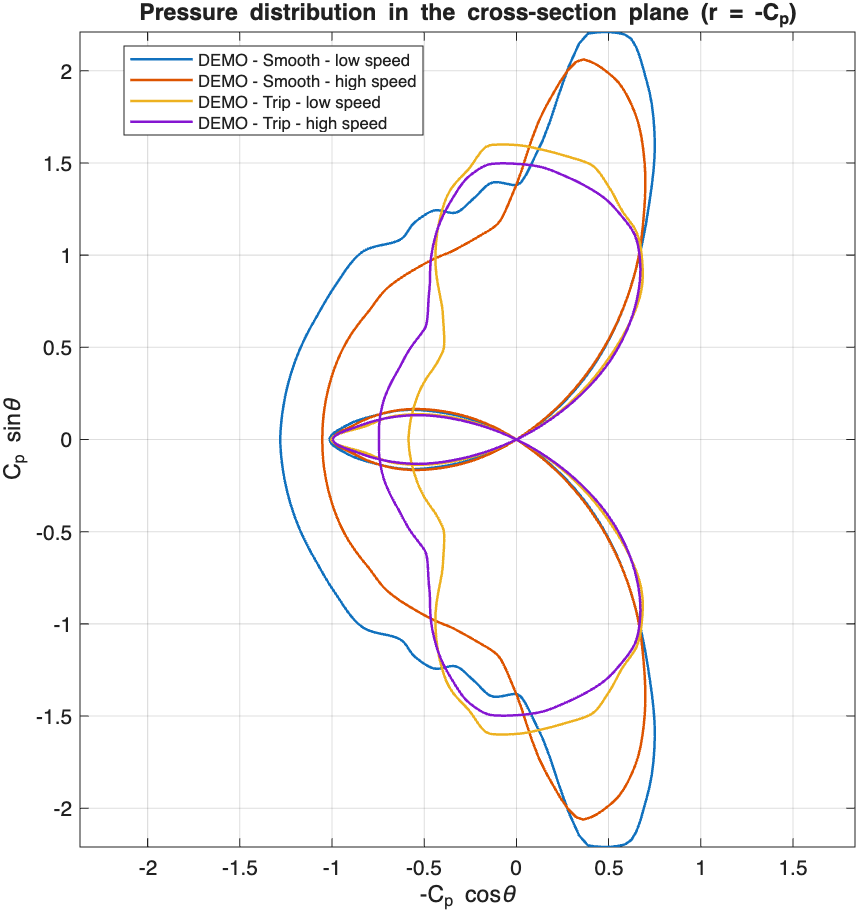 Pressure distribution in the cross-section plane (r = -Cp)
DEMO - Smooth - low speed
DEMO - Smooth - high speed
DEMO - Trip - low speed
DEMO - Trip - high speed
2
1.5
1
0.5
0
-0.5
-1
-1.5
-2
Cp sinθ
-2 -1.5 -1 -0.5 0 0.5 1 1.5
-Cp cosθ